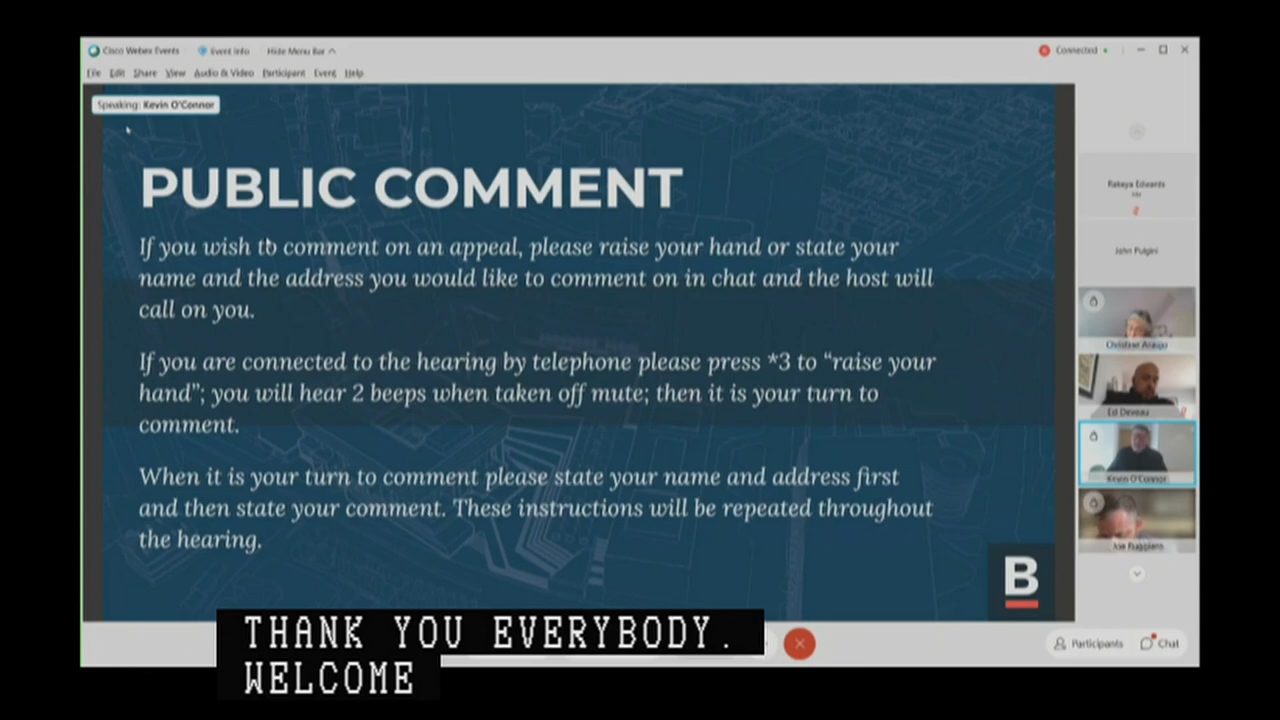 Cisco Webex Events Event Info Hide Menu Bar
Connected
File Edit Share View Audio & Video Participant Event Help
Speaking: Kevin O'Connor
PUBLIC COMMENT
If you wish to comment on an appeal, please raise your hand or state your
name and the address you would like to comment on in chat and the host will
call on you.
If you are connected to the hearing by telephone please press *3 to “raise your
hand”; you will hear 2 beeps when taken off mute; then it is your turn to
comment.
When it is your turn to comment please state your name and address first
and then state your comment. These instructions will be repeated throughout
the hearing.
B
Rakeya Edwards
Me
John Pulgini
Christine Araujo
Ed Deveau
Kevin O'Connor
Joe Ruggiero
Participants Chat
THANK YOU EVERYBODY.
WELCOME